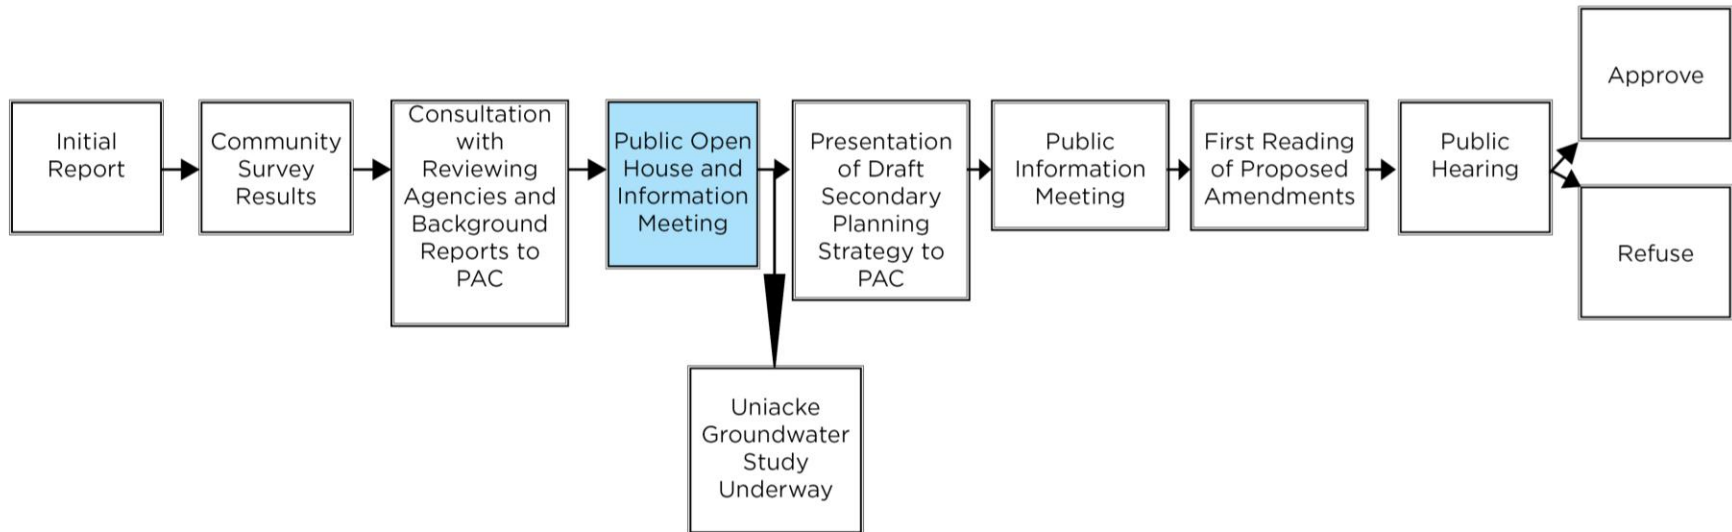 Initial
Report
Community
Survey
Results
Consultation
with
Reviewing
Agencies and
Background
Reports to
PAC
Public Open
House and
Information
Meeting
Presentation
of Draft
Secondary
Planning
Strategy to
PAC
Public
Information
Meeting
First Reading
of Proposed
Amendments
Public
Hearing
Approve
Refuse
Uniacke
Groundwater
Study
Underway